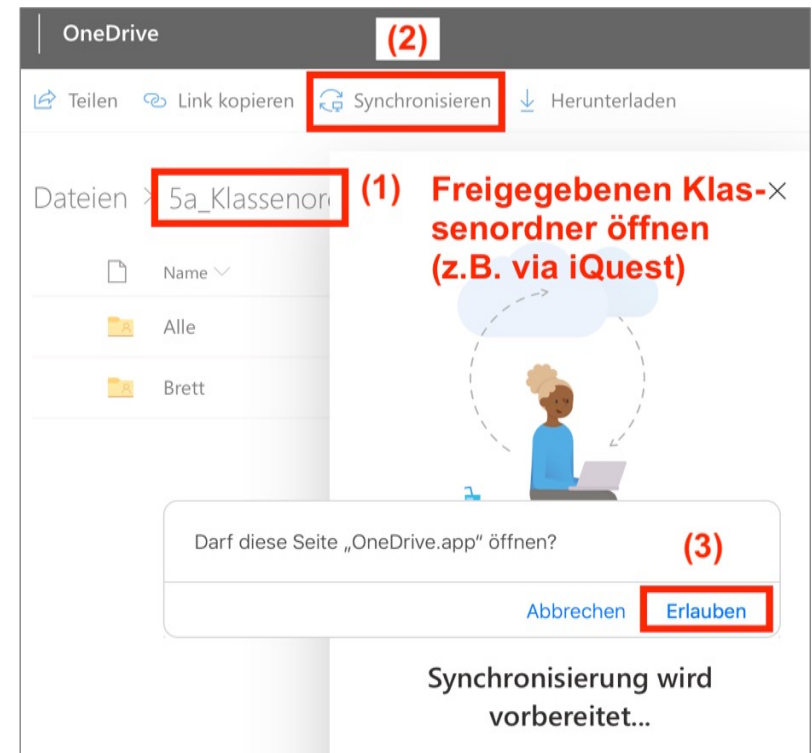 OneDrive
(2)
Teilen Link kopieren Synchronisieren Herunterladen
Dateien > 5a_Klassenor
(1) Freigegebenen Klas-
senordner öffnen
(z.B. via iQuest)
Name
Alle
Brett
Darf diese Seite „OneDrive.app“ öffnen?
(3)
Abbrechen Erlauben
Synchronisierung wird
vorbereitet...